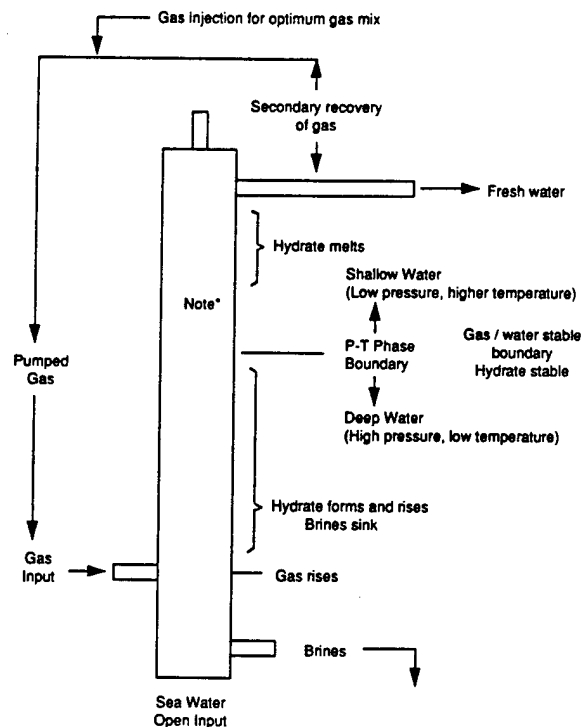 Gas Injection for optimum gas mix
Secondary recovery
of gas
Fresh water
Hydrate melts
Shallow Water
(Low pressure, higher temperature)
Note*
P-T Phase
Boundary
Gas / water stable
boundary
Hydrate stable
Pumped
Gas
Deep Water
(High pressure, low temperature)
Hydrate forms and rises
Brines sink
Gas
Input
Gas rises
Brines
Sea Water
Open Input